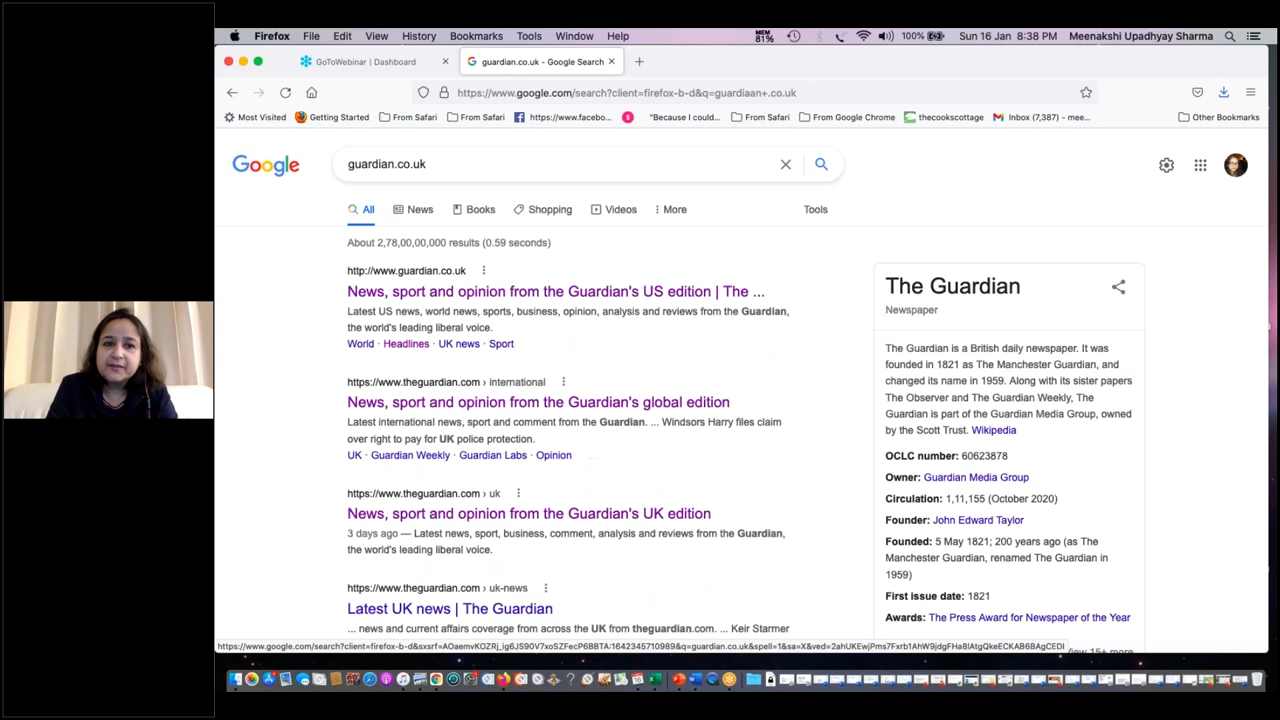 Firefox File Edit View History Bookmarks Tools Window Help MEM 81% 100% Sun 16 Jan 8:38 PM Meenakshi Upadhyay Sharma
GoToWebinar | Dashboard guardian.co.uk - Google Search
https://www.google.com/search?client=firefox-b-d&q=guardiaan+.co.uk
Most Visited Getting Started From Safari From Safari https://www.facebo... "Because I could... From Safari From Google Chrome thecookscottage Inbox (7,387) - mee... Other Bookmarks
Google guardian.co.uk
All News Books Shopping Videos More Tools
About 2,78,00,00,000 results (0.59 seconds)
http://www.guardian.co.uk
News, sport and opinion from the Guardian's US edition | The ...
Latest US news, world news, sports, business, opinion, analysis and reviews from the Guardian,
the world's leading liberal voice.
World · Headlines · UK news · Sport
https://www.theguardian.com › international
News, sport and opinion from the Guardian's global edition
Latest international news, sport and comment from the Guardian. ... Windsors Harry files claim
over right to pay for UK police protection.
UK · Guardian Weekly · Guardian Labs · Opinion
https://www.theguardian.com › uk
News, sport and opinion from the Guardian's UK edition
3 days ago — Latest news, sport, business, comment, analysis and reviews from the Guardian,
the world's leading liberal voice.
https://www.theguardian.com › uk-news
Latest UK news | The Guardian
... news and current affairs coverage from across the UK from theguardian.com. ... Keir Starmer
The Guardian
Newspaper
The Guardian is a British daily newspaper. It was
founded in 1821 as The Manchester Guardian, and
changed its name in 1959. Along with its sister papers
The Observer and The Guardian Weekly, The
Guardian is part of the Guardian Media Group, owned
by the Scott Trust. Wikipedia
OCLC number: 60623878
Owner: Guardian Media Group
Circulation: 1,11,155 (October 2020)
Founder: John Edward Taylor
Founded: 5 May 1821; 200 years ago (as The
Manchester Guardian, renamed The Guardian in
1959)
First issue date: 1821
Awards: The Press Award for Newspaper of the Year